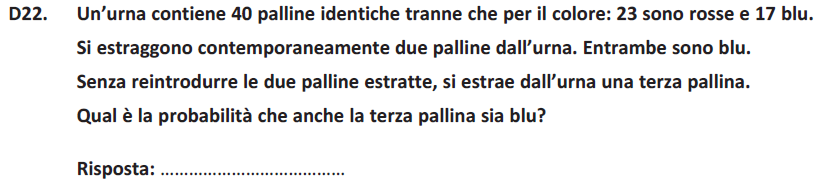 D22. Un'urna contiene 40 palline identiche tranne che per il colore: 23 sono rosse e 17 blu.
Si estraggono contemporaneamente due palline dall'urna. Entrambe sono blu.
Senza reintrodurre le due palline estratte, si estrae dall'urna una terza pallina.
Qual è la probabilità che anche la terza pallina sia blu?
Risposta: ......................................